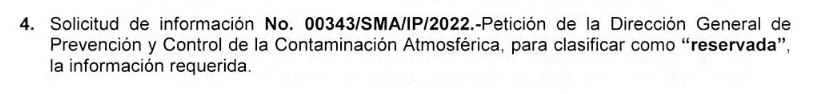 4. Solicitud de información No. 00343/SMA/IP/2022.-Petición de la Dirección General de
Prevención y Control de la Contaminación Atmosférica, para clasificar como “reservada”,
la información requerida.